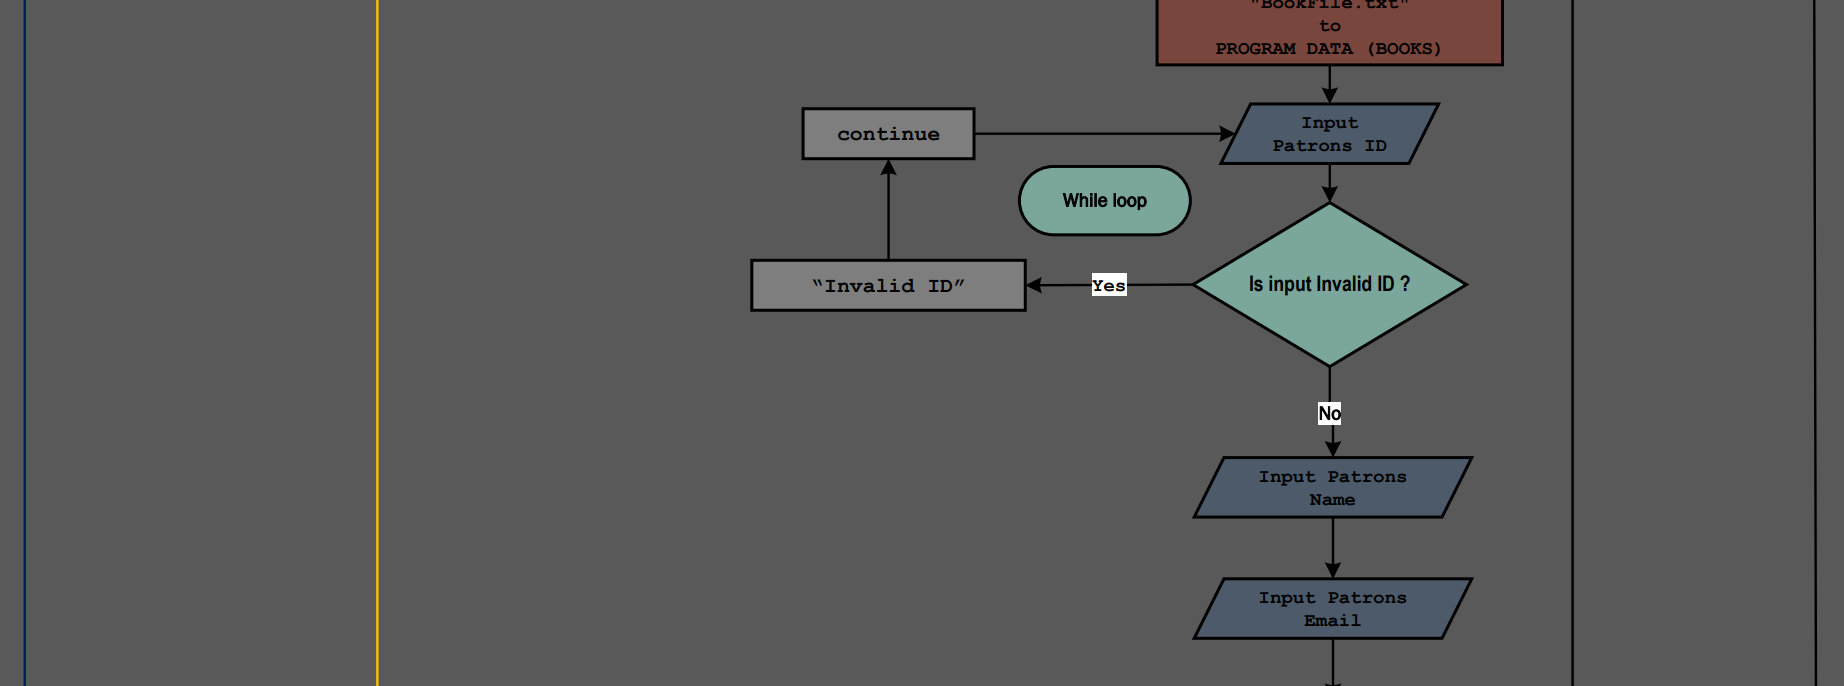 "BookFile.txt"
to
PROGRAM DATA (BOOKS)
continue
Input
Patrons ID
While loop
“Invalid ID”
Yes
Is input Invalid ID ?
No
Input Patrons
Name
Input Patrons
Email